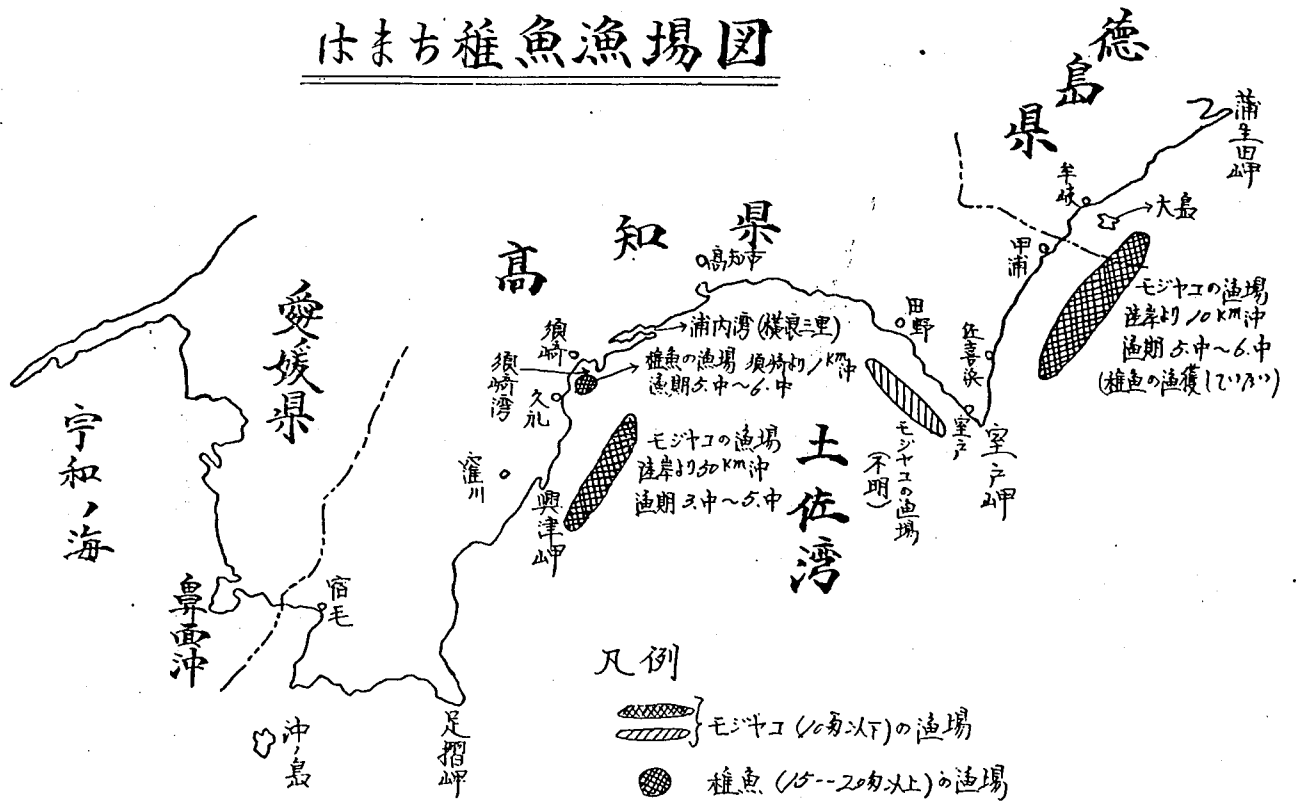 はまち稚魚漁場図
徳島県
蒲生田岬
牟岐
大島
甲浦
モジヤコの漁場
陸岸より10km沖
漁期5.中〜6.中
(稚魚の漁獲していない)
高知県
高知市
田野
佐喜浜
室戸
室戸岬
浦内湾(横浪三里)
須崎
須崎湾
稚魚の漁場 須崎より1km沖
漁期5.中〜6.中
久礼
モジヤコの漁場
陸岸より30km沖
漁期3.中〜5.中
窪川
興津岬
モジヤコの漁場
(不明)
土佐湾
愛媛県
宇和ノ海
鼻面沖
宿毛
沖ノ島
足摺岬
凡例
モジヤコ(10匁以下)の漁場
稚魚(15--20匁以上)の漁場